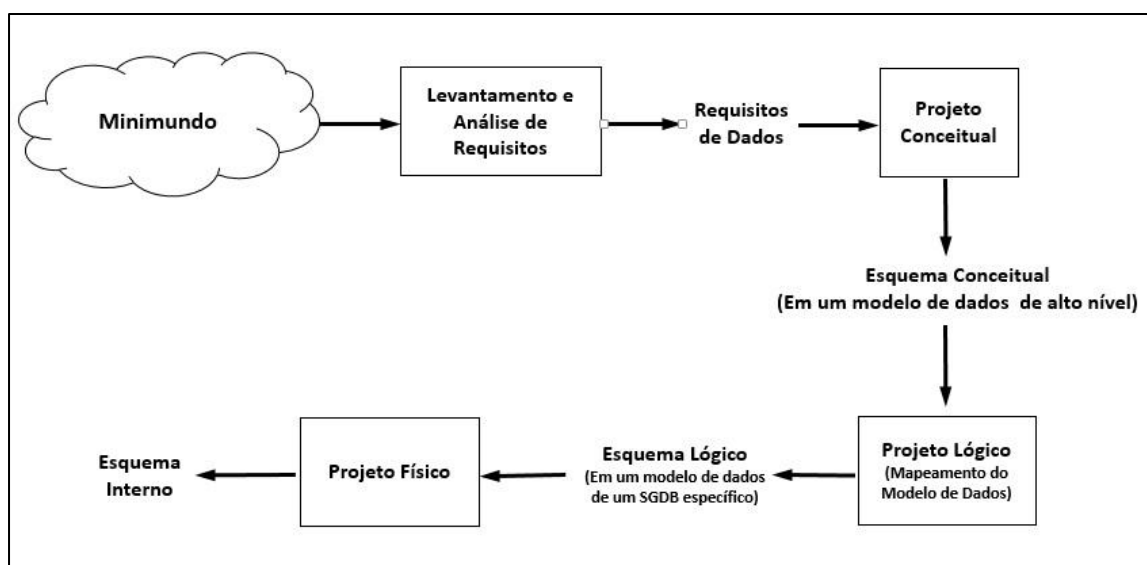 Minimundo
Levantamento e
Análise de
Requisitos
Requisitos
de Dados
Projeto
Conceitual
Esquema Conceitual
(Em um modelo de dados de alto nível)
Projeto Lógico
(Mapeamento do
Modelo de Dados)
Esquema Lógico
(Em um modelo de dados
de um SGDB específico)
Projeto Físico
Esquema
Interno